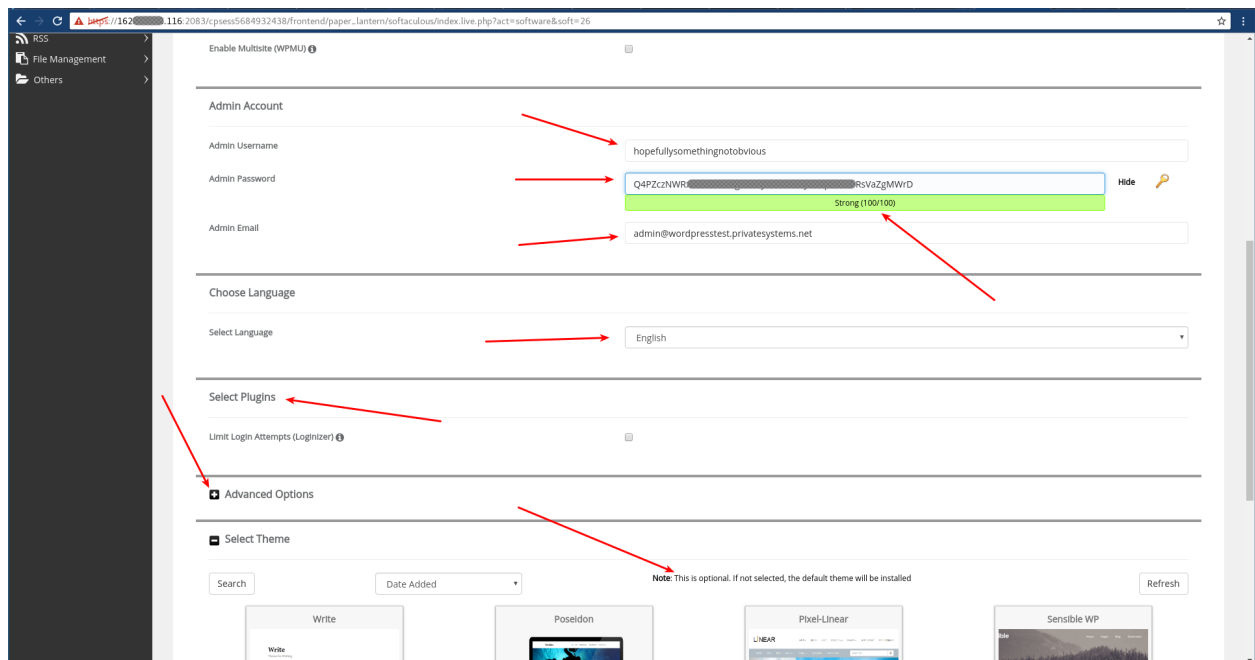 https://162 .116:2083/cpsess5684932438/frontend/paper_lantern/softaculous/index.live.php?act=software&soft=26
RSS
File Management
Others
Enable Multisite (WPMU)
Admin Account
Admin Username
hopefullysomethingnotobvious
Admin Password
Q4PZczNWR RsVaZgMWrD
Hide
Strong (100/100)
Admin Email
admin@wordpresstest.privatesystems.net
Choose Language
Select Language
English
Select Plugins
Limit Login Attempts (Loginizer)
Advanced Options
Select Theme
Search
Date Added
Note: This is optional. If not selected, the default theme will be installed
Refresh
Write
Poseidon
Pixel-Linear
Sensible WP
Write
LINEAR